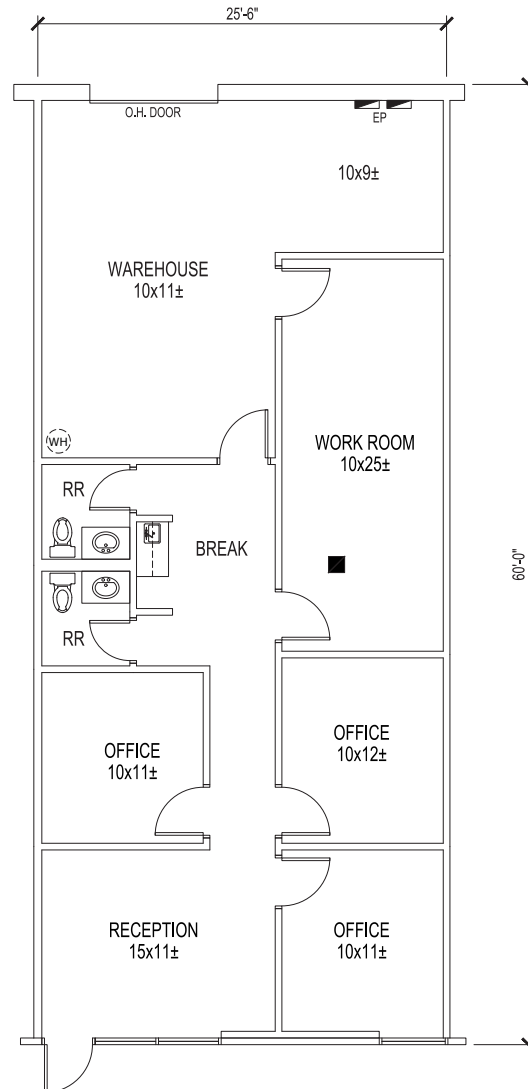 25'-6"
O.H. DOOR
EP
10x9±
WAREHOUSE
10x11±
WH
WORK ROOM
10x25±
RR
BREAK
60'-0"
RR
OFFICE
10x11±
OFFICE
10x12±
RECEPTION
15x11±
OFFICE
10x11±